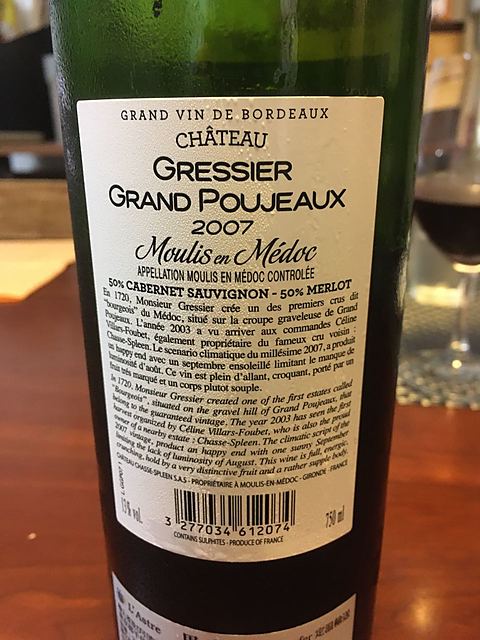 GRAND VIN DE BORDEAUX
CHÂTEAU
GRESSIER
GRAND POUJEAUX
2007
Moulis en Médoc
APPELLATION MOULIS EN MÉDOC CONTROLÉE
50% CABERNET SAUVIGNON - 50% MERLOT
En 1720, Monsieur Gressier crée un des premiers crus dit
"bourgeois" du Médoc, situé sur la croupe graveleuse de Grand
Poujeaux. L'année 2003 a vu arriver aux commandes Céline
Villars-Foubet, également propriétaire du fameux cru voisin :
Chasse-Spleen. Le scenario climatique du millésime 2007, a produit
un happy end avec un septembre ensoleillé limitant le manque de
luminosité d'août. Ce vin est plein d'allant, croquant, porté par un
fruit très marqué et un corps plutot souple.
In 1720, Monsieur Gressier created one of the first estates called
"Bourgeois", situated on the gravel hill of Grand Poujeaux, that
belong to the guaranteed vintage. The year 2003 has seen the first
harvest organized by Céline Villars-Foubet, who is also the proud
owner of a nearby estate : Chasse-Spleen. The climatic script of the
2007 vintage, product an happy end with one sunny September
limiting the lack of luminosity of August. This wine is full, energic,
crunching, hold by a very distinctive fruit and a rather supple body.
CHATEAU CHASSE-SPLEEN S.A.S - PROPRIÉTAIRE À MOULIS-EN-MÉDOC - GIRONDE - FRANCE
13% vol.
3 277034 612074
750 ml
CONTAINS SULPHITES - PRODUCE OF FRANCE
L'Astre